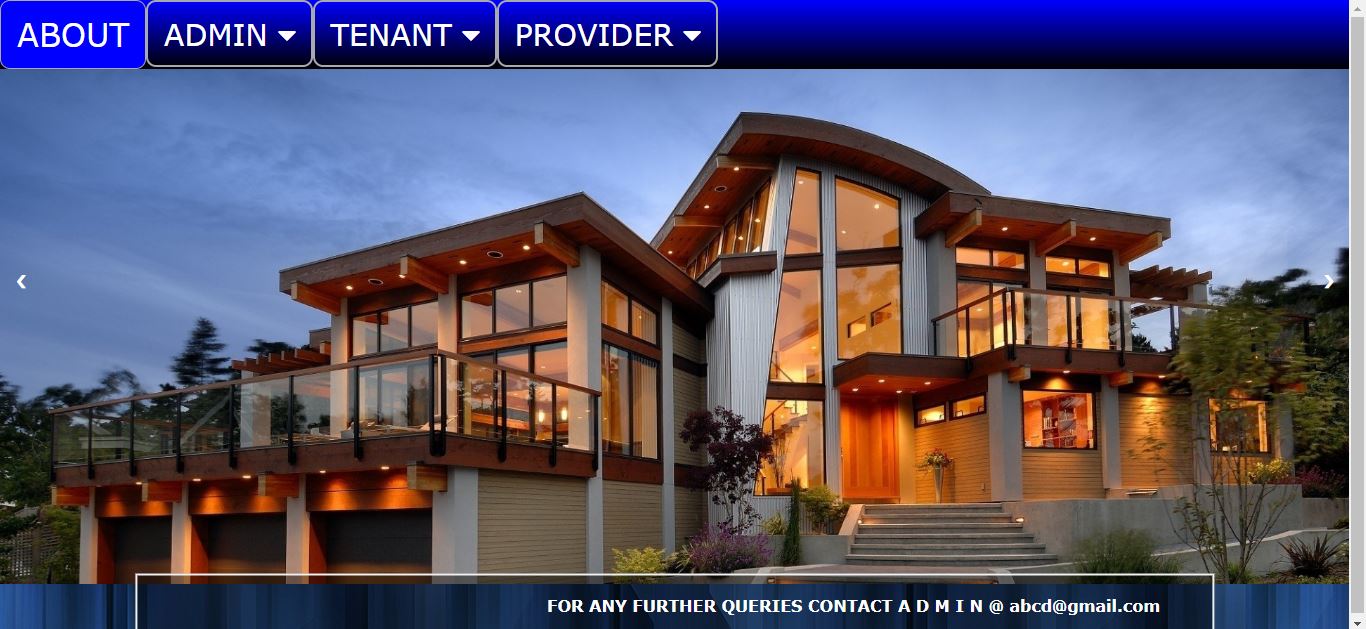 ABOUT ADMIN TENANT PROVIDER
FOR ANY FURTHER QUERIES CONTACT A D M I N @ abcd@gmail.com